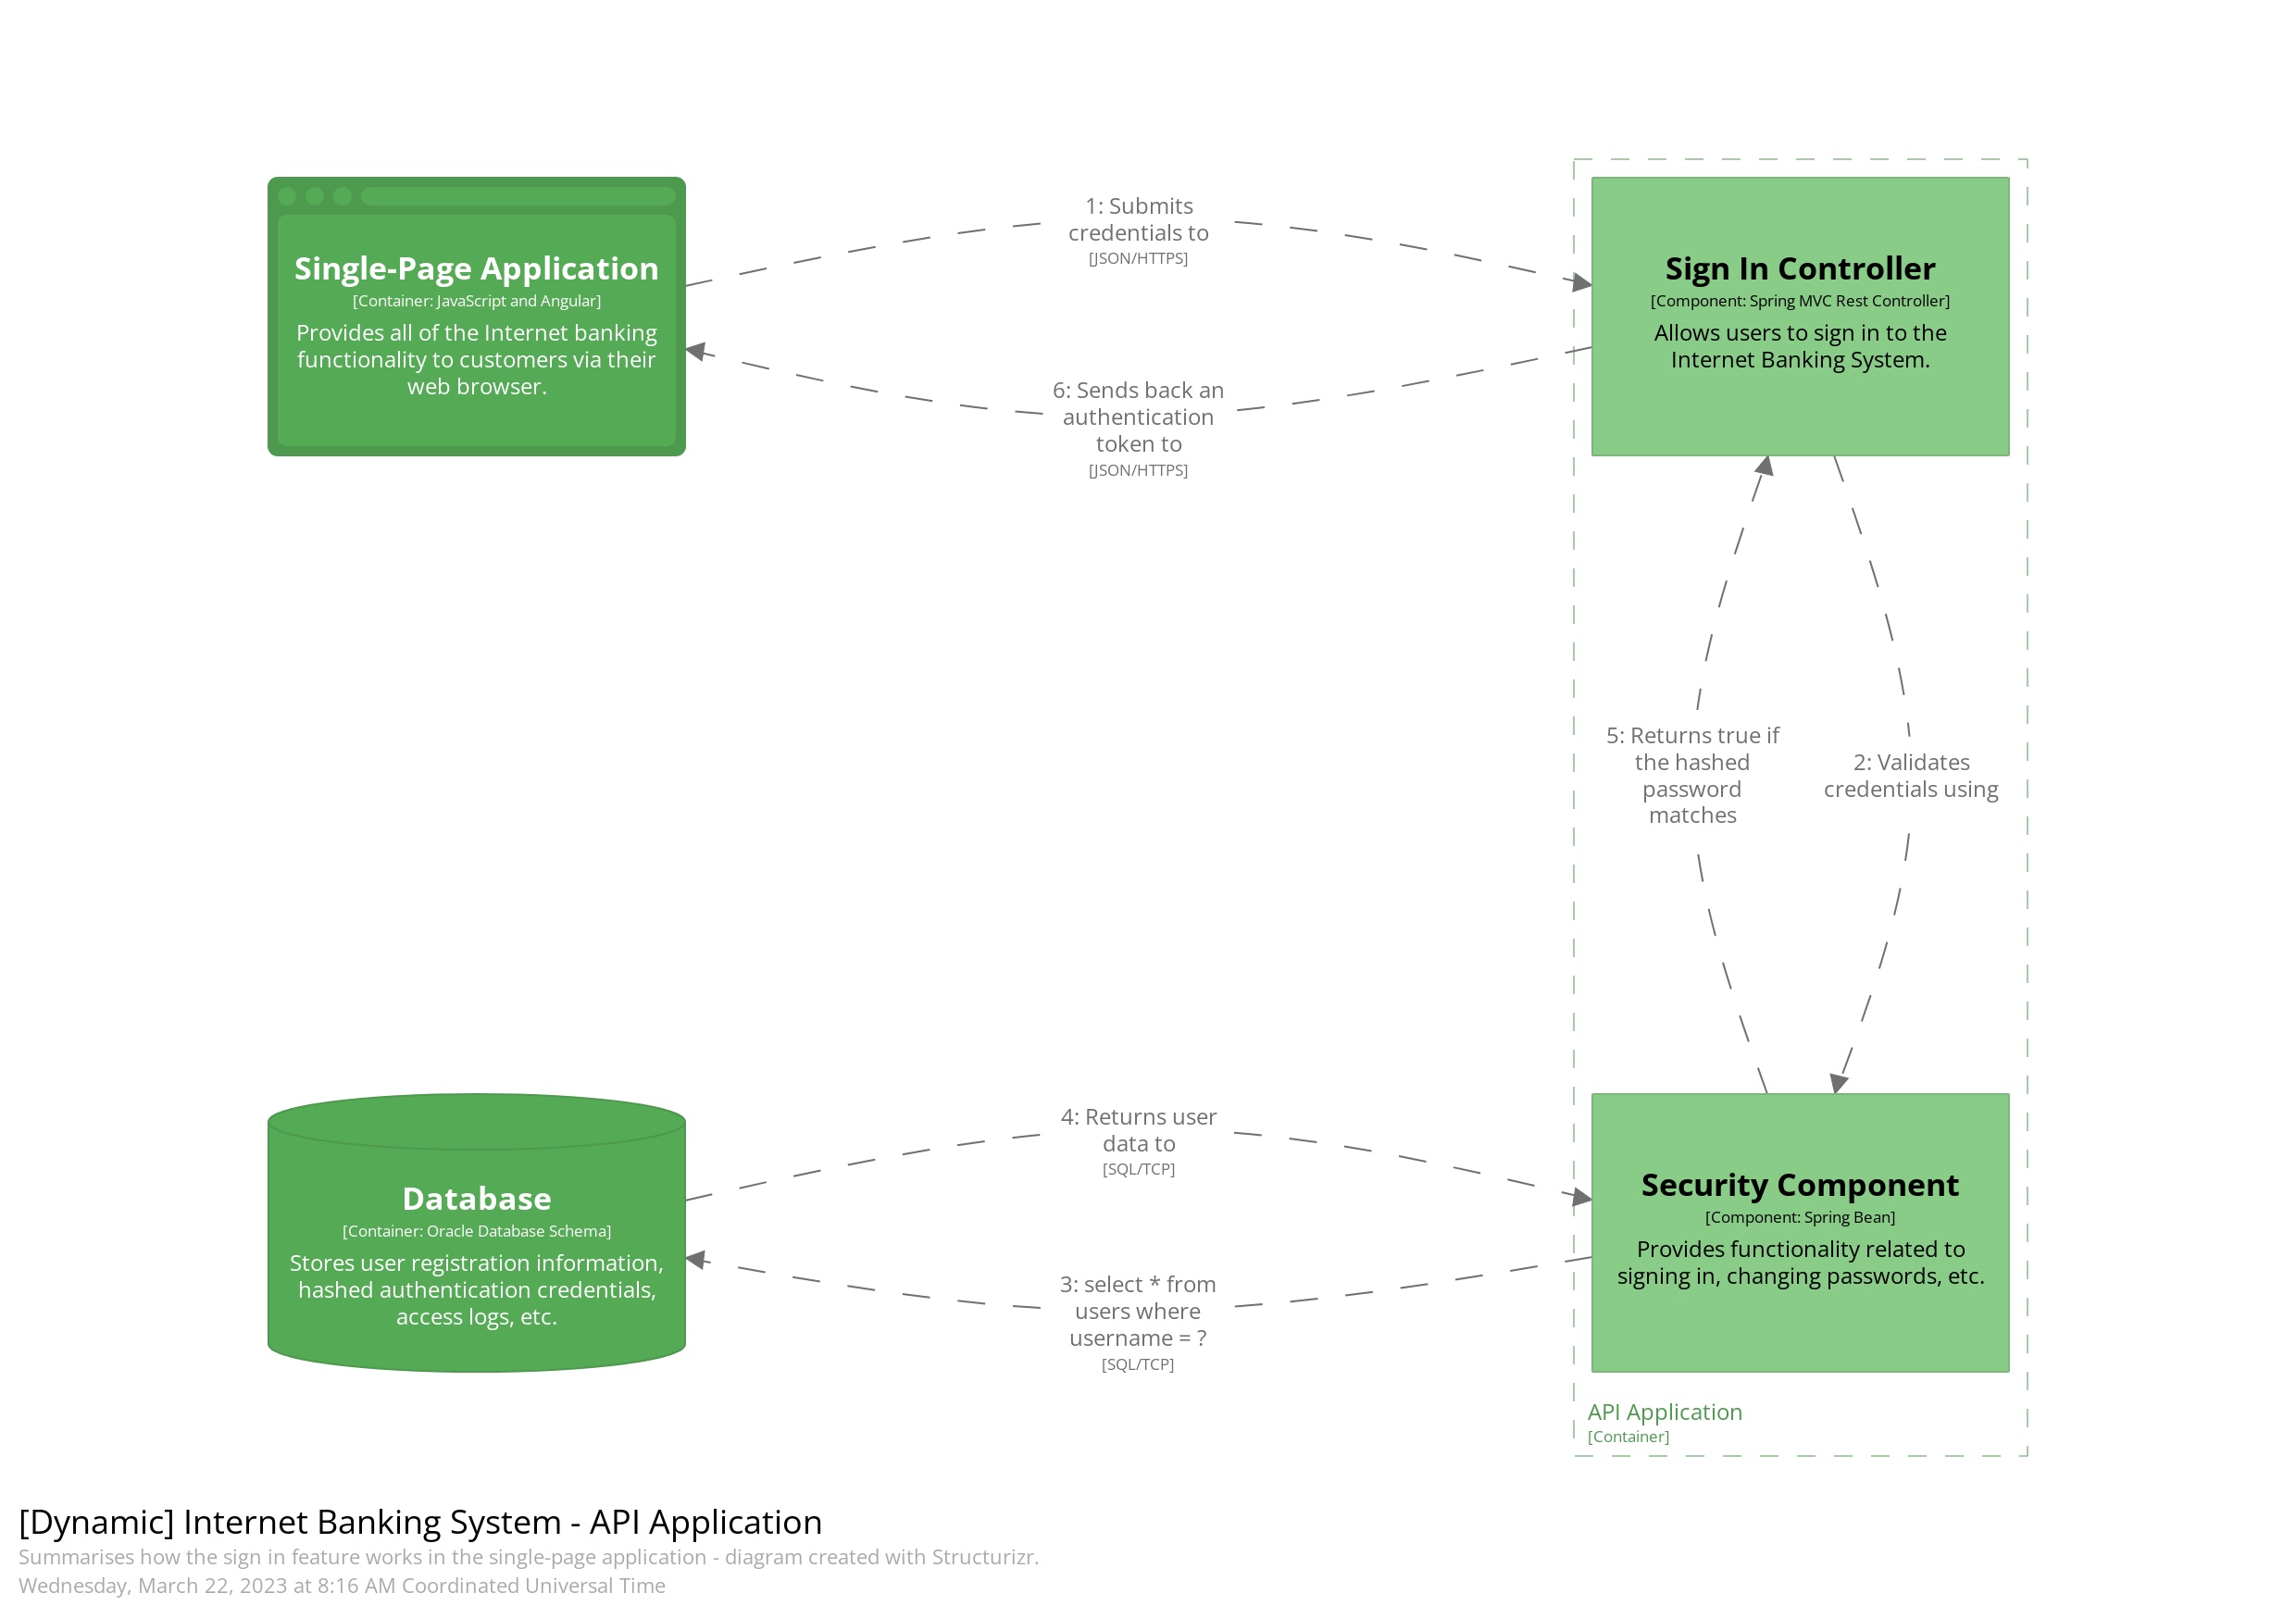 Single-Page Application
[Container: JavaScript and Angular]
Provides all of the Internet banking
functionality to customers via their
web browser.
1: Submits
credentials to
[JSON/HTTPS]
6: Sends back an
authentication
token to
[JSON/HTTPS]
Sign In Controller
[Component: Spring MVC Rest Controller]
Allows users to sign in to the
Internet Banking System.
5: Returns true if
the hashed
password
matches
2: Validates
credentials using
Database
[Container: Oracle Database Schema]
Stores user registration information,
hashed authentication credentials,
access logs, etc.
4: Returns user
data to
[SQL/TCP]
3: select * from
users where
username = ?
[SQL/TCP]
Security Component
[Component: Spring Bean]
Provides functionality related to
signing in, changing passwords, etc.
API Application
[Container]
[Dynamic] Internet Banking System - API Application
Summarises how the sign in feature works in the single-page application - diagram created with Structurizr.
Wednesday, March 22, 2023 at 8:16 AM Coordinated Universal Time